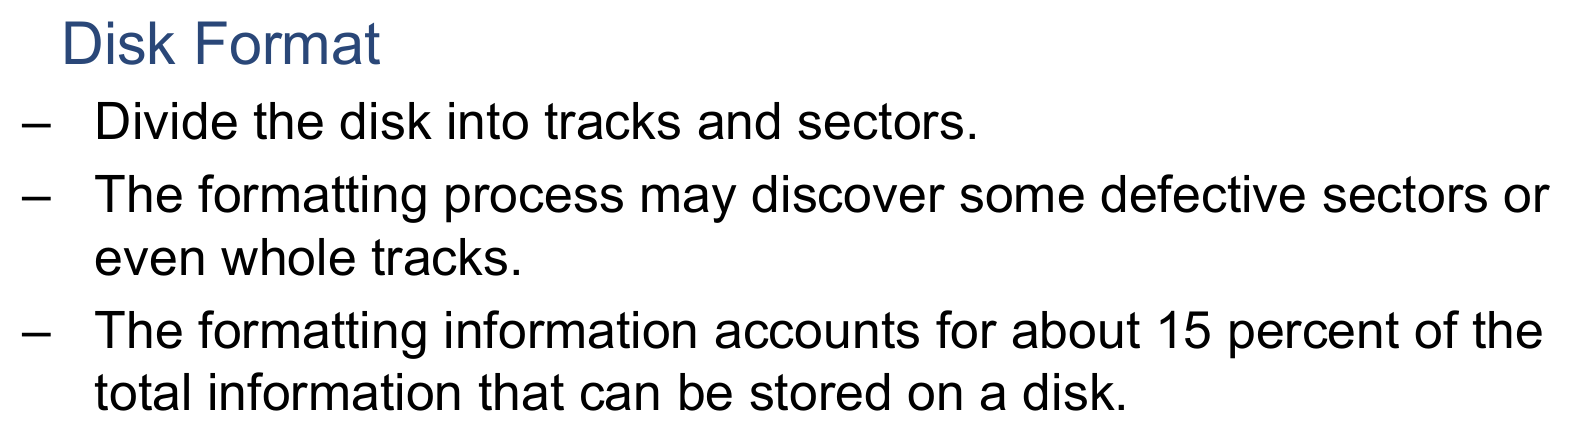 Disk Format
– Divide the disk into tracks and sectors.
– The formatting process may discover some defective sectors or
even whole tracks.
– The formatting information accounts for about 15 percent of the
total information that can be stored on a disk.